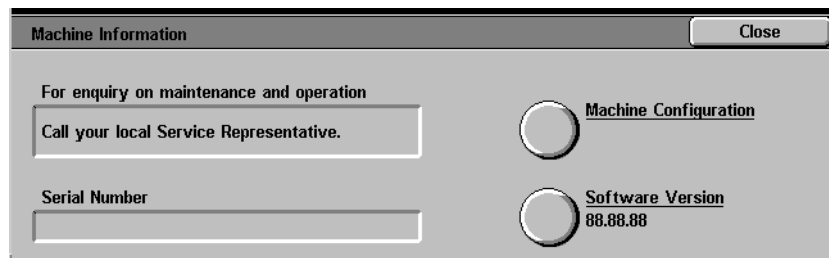 Machine Information
Close
For enquiry on maintenance and operation
Call your local Service Representative.
Machine Configuration
Serial Number
Software Version
88.88.88